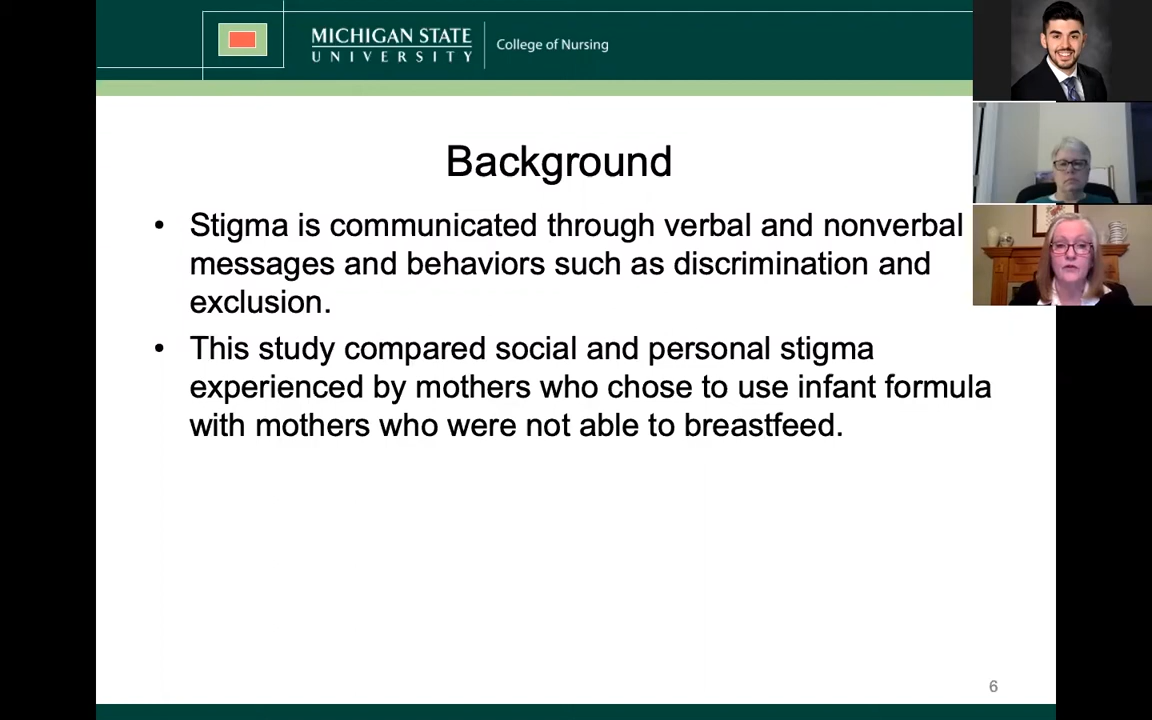 MICHIGAN STATE
UNIVERSITY
College of Nursing
Background
• Stigma is communicated through verbal and nonverbal
messages and behaviors such as discrimination and
exclusion.
• This study compared social and personal stigma
experienced by mothers who chose to use infant formula
with mothers who were not able to breastfeed.
6